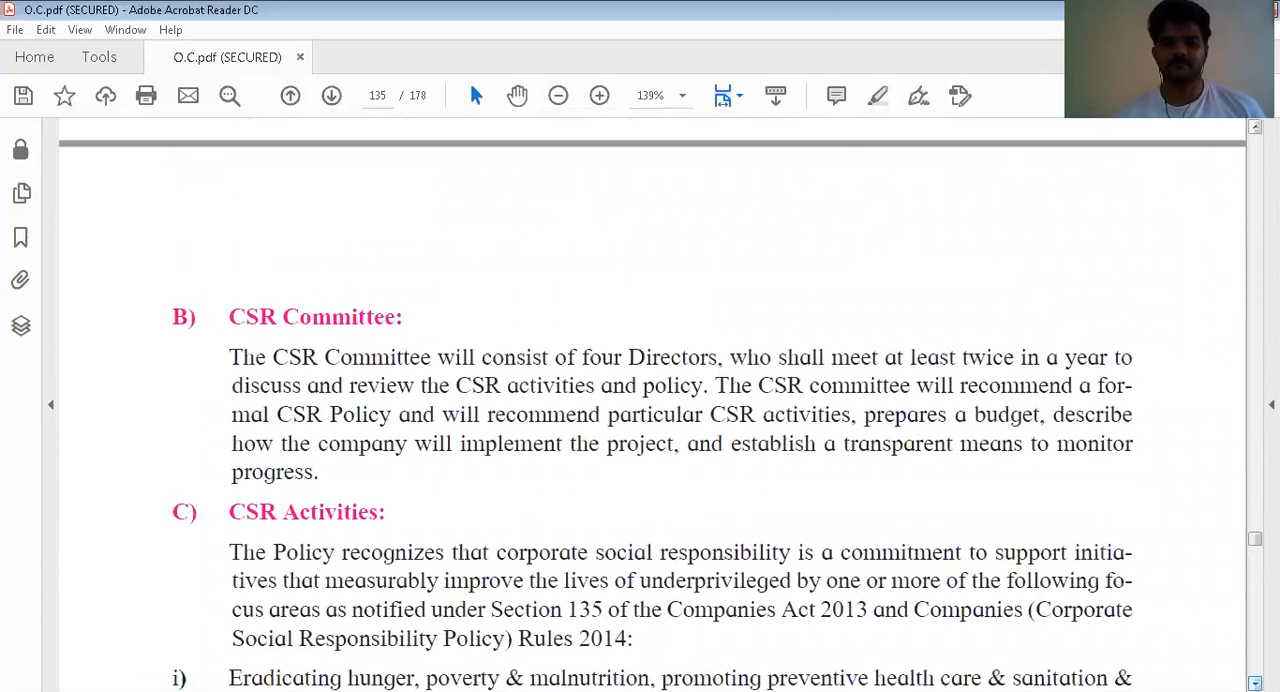 O.C.pdf (SECURED) - Adobe Acrobat Reader DC
File Edit View Window Help
Home Tools O.C.pdf (SECURED) ×
135 / 178 139%
B) CSR Committee:
The CSR Committee will consist of four Directors, who shall meet at least twice in a year to
discuss and review the CSR activities and policy. The CSR committee will recommend a for-
mal CSR Policy and will recommend particular CSR activities, prepares a budget, describe
how the company will implement the project, and establish a transparent means to monitor
progress.
C) CSR Activities:
The Policy recognizes that corporate social responsibility is a commitment to support initia-
tives that measurably improve the lives of underprivileged by one or more of the following fo-
cus areas as notified under Section 135 of the Companies Act 2013 and Companies (Corporate
Social Responsibility Policy) Rules 2014:
i) Eradicating hunger, poverty & malnutrition, promoting preventive health care & sanitation &